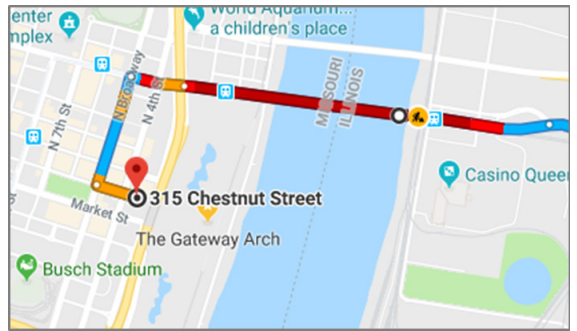 enter
mplex
World Aquarium...
a children's place
N Broadway
N 4th St
N 7th St
MISSOURI
ILLINOIS
315 Chestnut Street
Casino Queen
Market St
The Gateway Arch
Busch Stadium